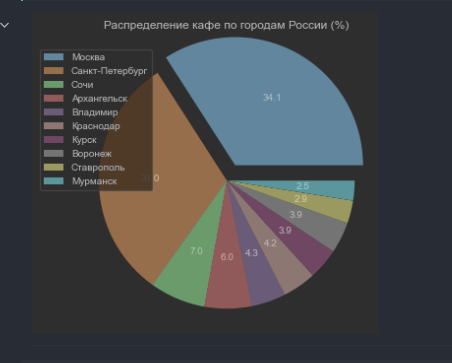 Распределение кафе по городам России (%)
Москва
Санкт-Петербург
Сочи
Архангельск
Владимир
Краснодар
Курск
Воронеж
Ставрополь
Мурманск
34.1
7.0
6.0
4.3
4.2
3.9
3.9
2.9
2.5